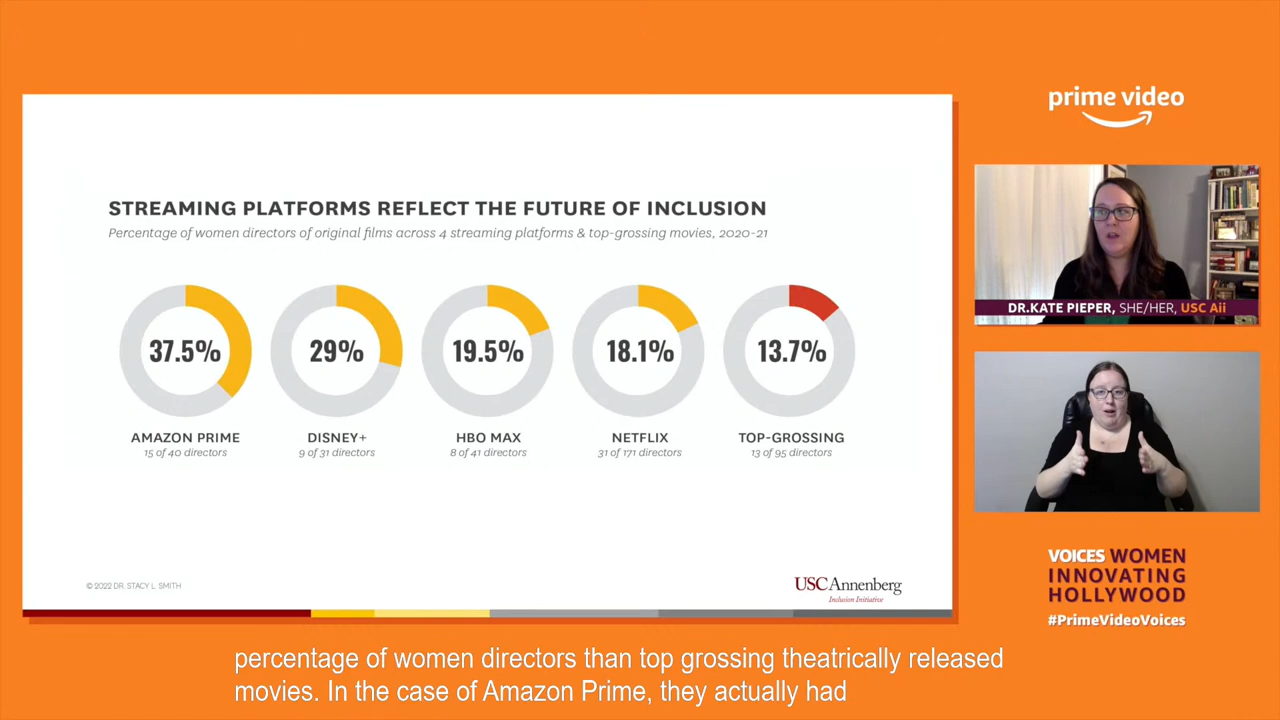 STREAMING PLATFORMS REFLECT THE FUTURE OF INCLUSION
Percentage of women directors of original films across 4 streaming platforms & top-grossing movies, 2020-21
37.5%
29%
19.5%
18.1%
13.7%
AMAZON PRIME
DISNEY+
HBO MAX
NETFLIX
TOP-GROSSING
15 of 40 directors
9 of 31 directors
8 of 41 directors
31 of 171 directors
13 of 95 directors
© 2022 DR. STACY L. SMITH
USC Annenberg
Inclusion Initiative
prime video
DR.KATE PIEPER, SHE/HER, USC Aii
VOICES WOMEN
INNOVATING
HOLLYWOOD
#PrimeVideoVoices
percentage of women directors than top grossing theatrically released
movies. In the case of Amazon Prime, they actually had